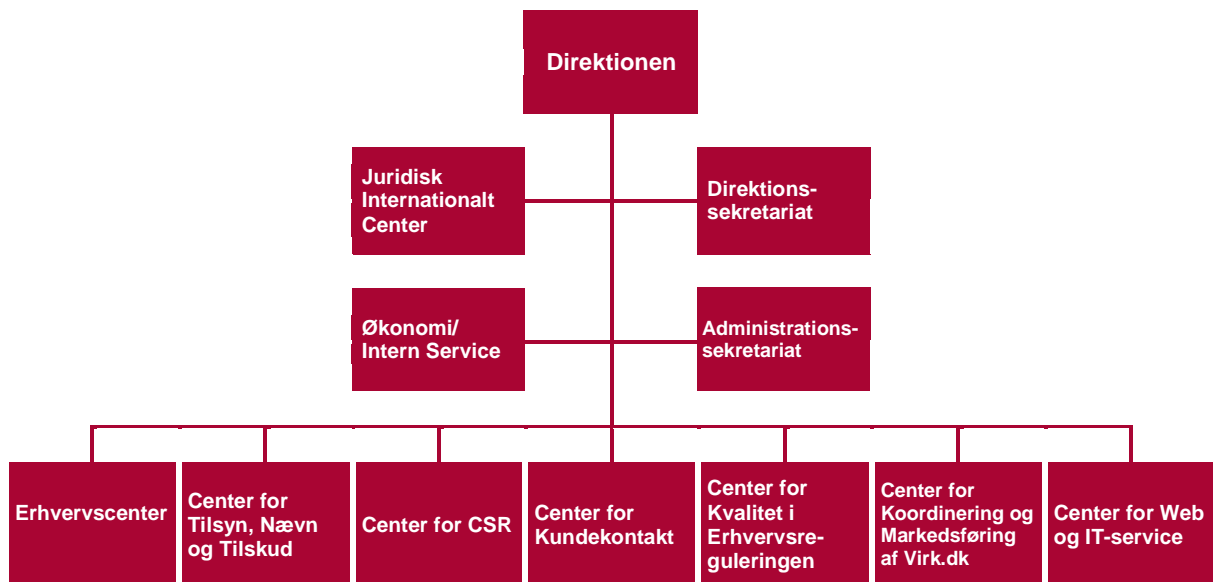 Direktionen
Juridisk
Internationalt
Center
Direktions-
sekretariat
Økonomi/
Intern Service
Administrations-
sekretariat
Erhvervscenter
Center for
Tilsyn, Nævn
og Tilskud
Center for CSR
Center for
Kundekontakt
Center for
Kvalitet i
Erhvervsre-
guleringen
Center for
Koordinering og
Markedsføring
af Virk.dk
Center for Web
og IT-service